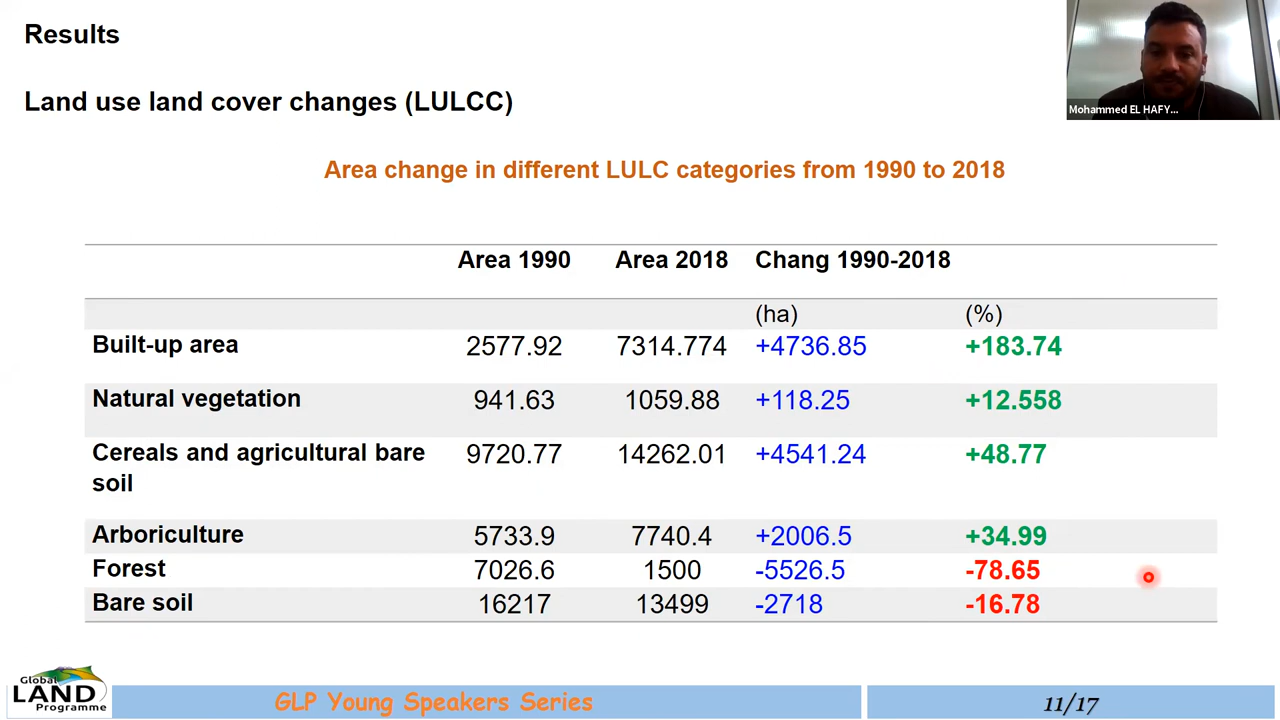 Results
Mohammed EL HAFY...
Land use land cover changes (LULCC)
Area change in different LULC categories from 1990 to 2018
Area 1990 Area 2018 Chang 1990-2018
(ha) (%)
Built-up area 2577.92 7314.774 +4736.85 +183.74
Natural vegetation 941.63 1059.88 +118.25 +12.558
Cereals and agricultural bare 9720.77 14262.01 +4541.24 +48.77
soil
Arboriculture 5733.9 7740.4 +2006.5 +34.99
Forest 7026.6 1500 -5526.5 -78.65
Bare soil 16217 13499 -2718 -16.78
Global
LAND
Programme
GLP Young Speakers Series 11/17